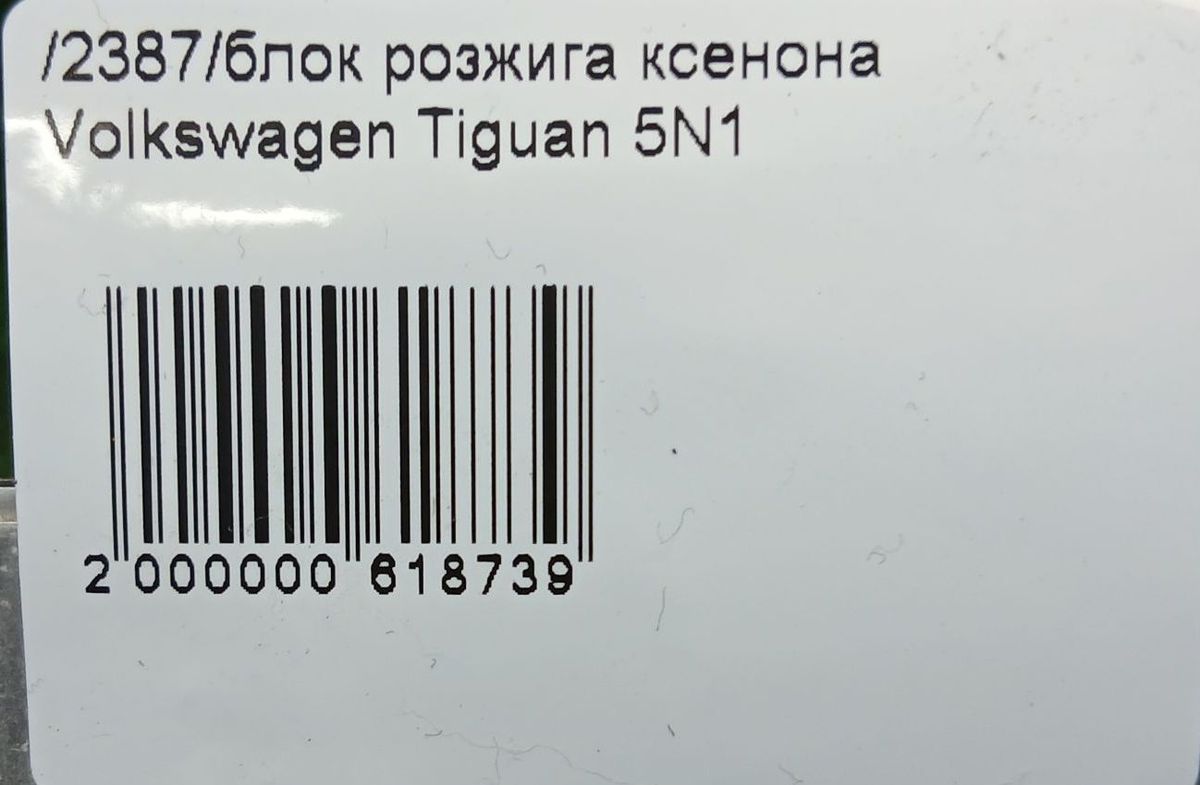 /2387/блок розжига ксенона
Volkswagen Tiguan 5N1
2 000000 618739